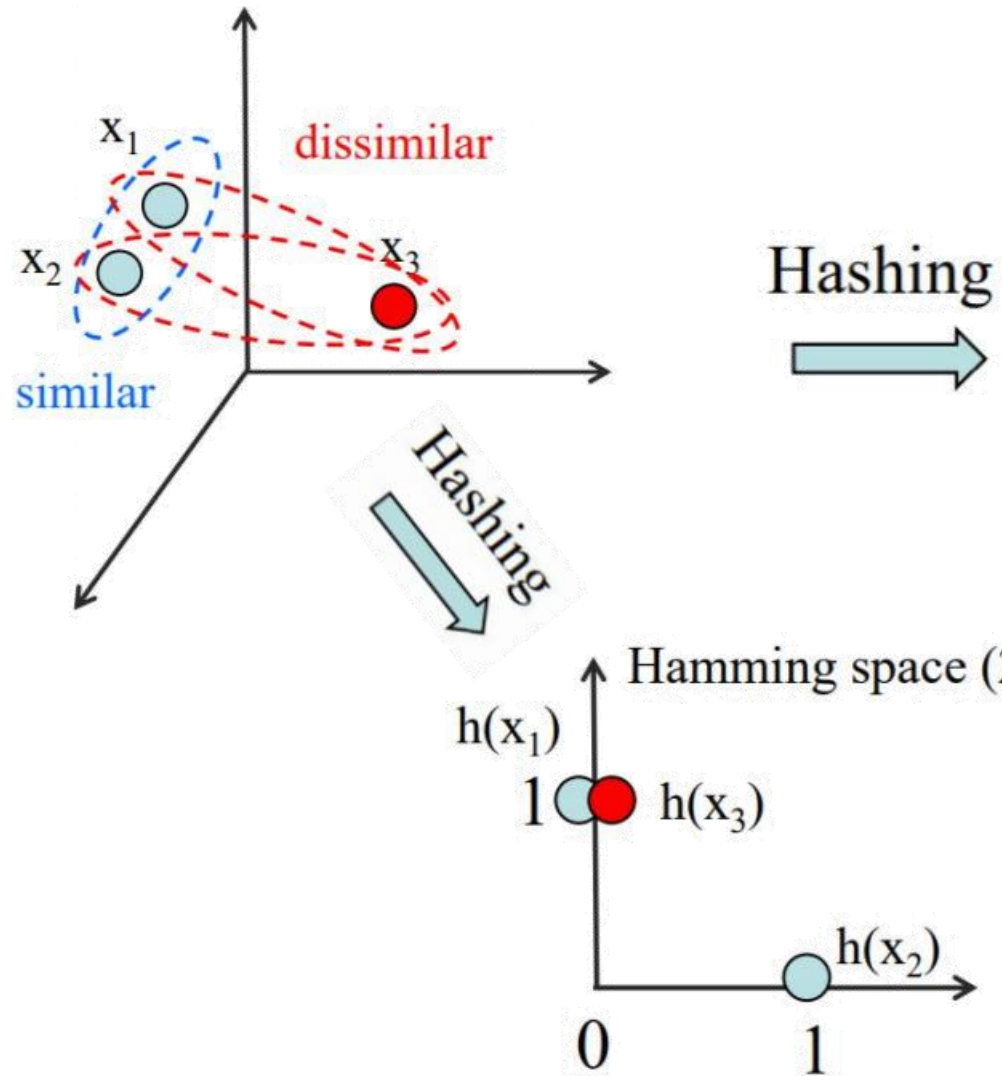 x₁
dissimilar
x₂
x₃
Hashing
similar
Hashing
Hamming space (
h(x₁)
1
h(x₃)
h(x₂)
0
1